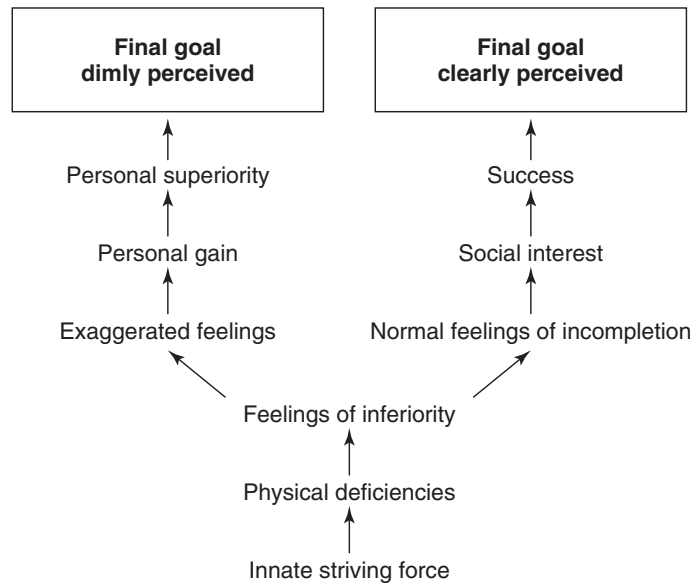 Final goal
dimly perceived
Final goal
clearly perceived
Personal superiority
Success
Personal gain
Social interest
Exaggerated feelings
Normal feelings of incompletion
Feelings of inferiority
Physical deficiencies
Innate striving force